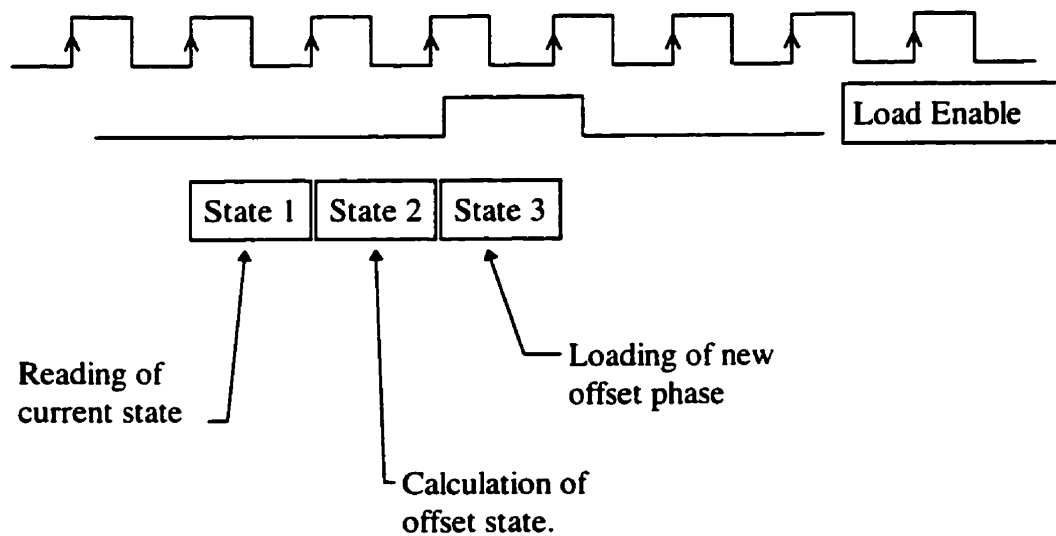 Load Enable
State 1
State 2
State 3
Reading of
current state
Loading of new
offset phase
Calculation of
offset state.